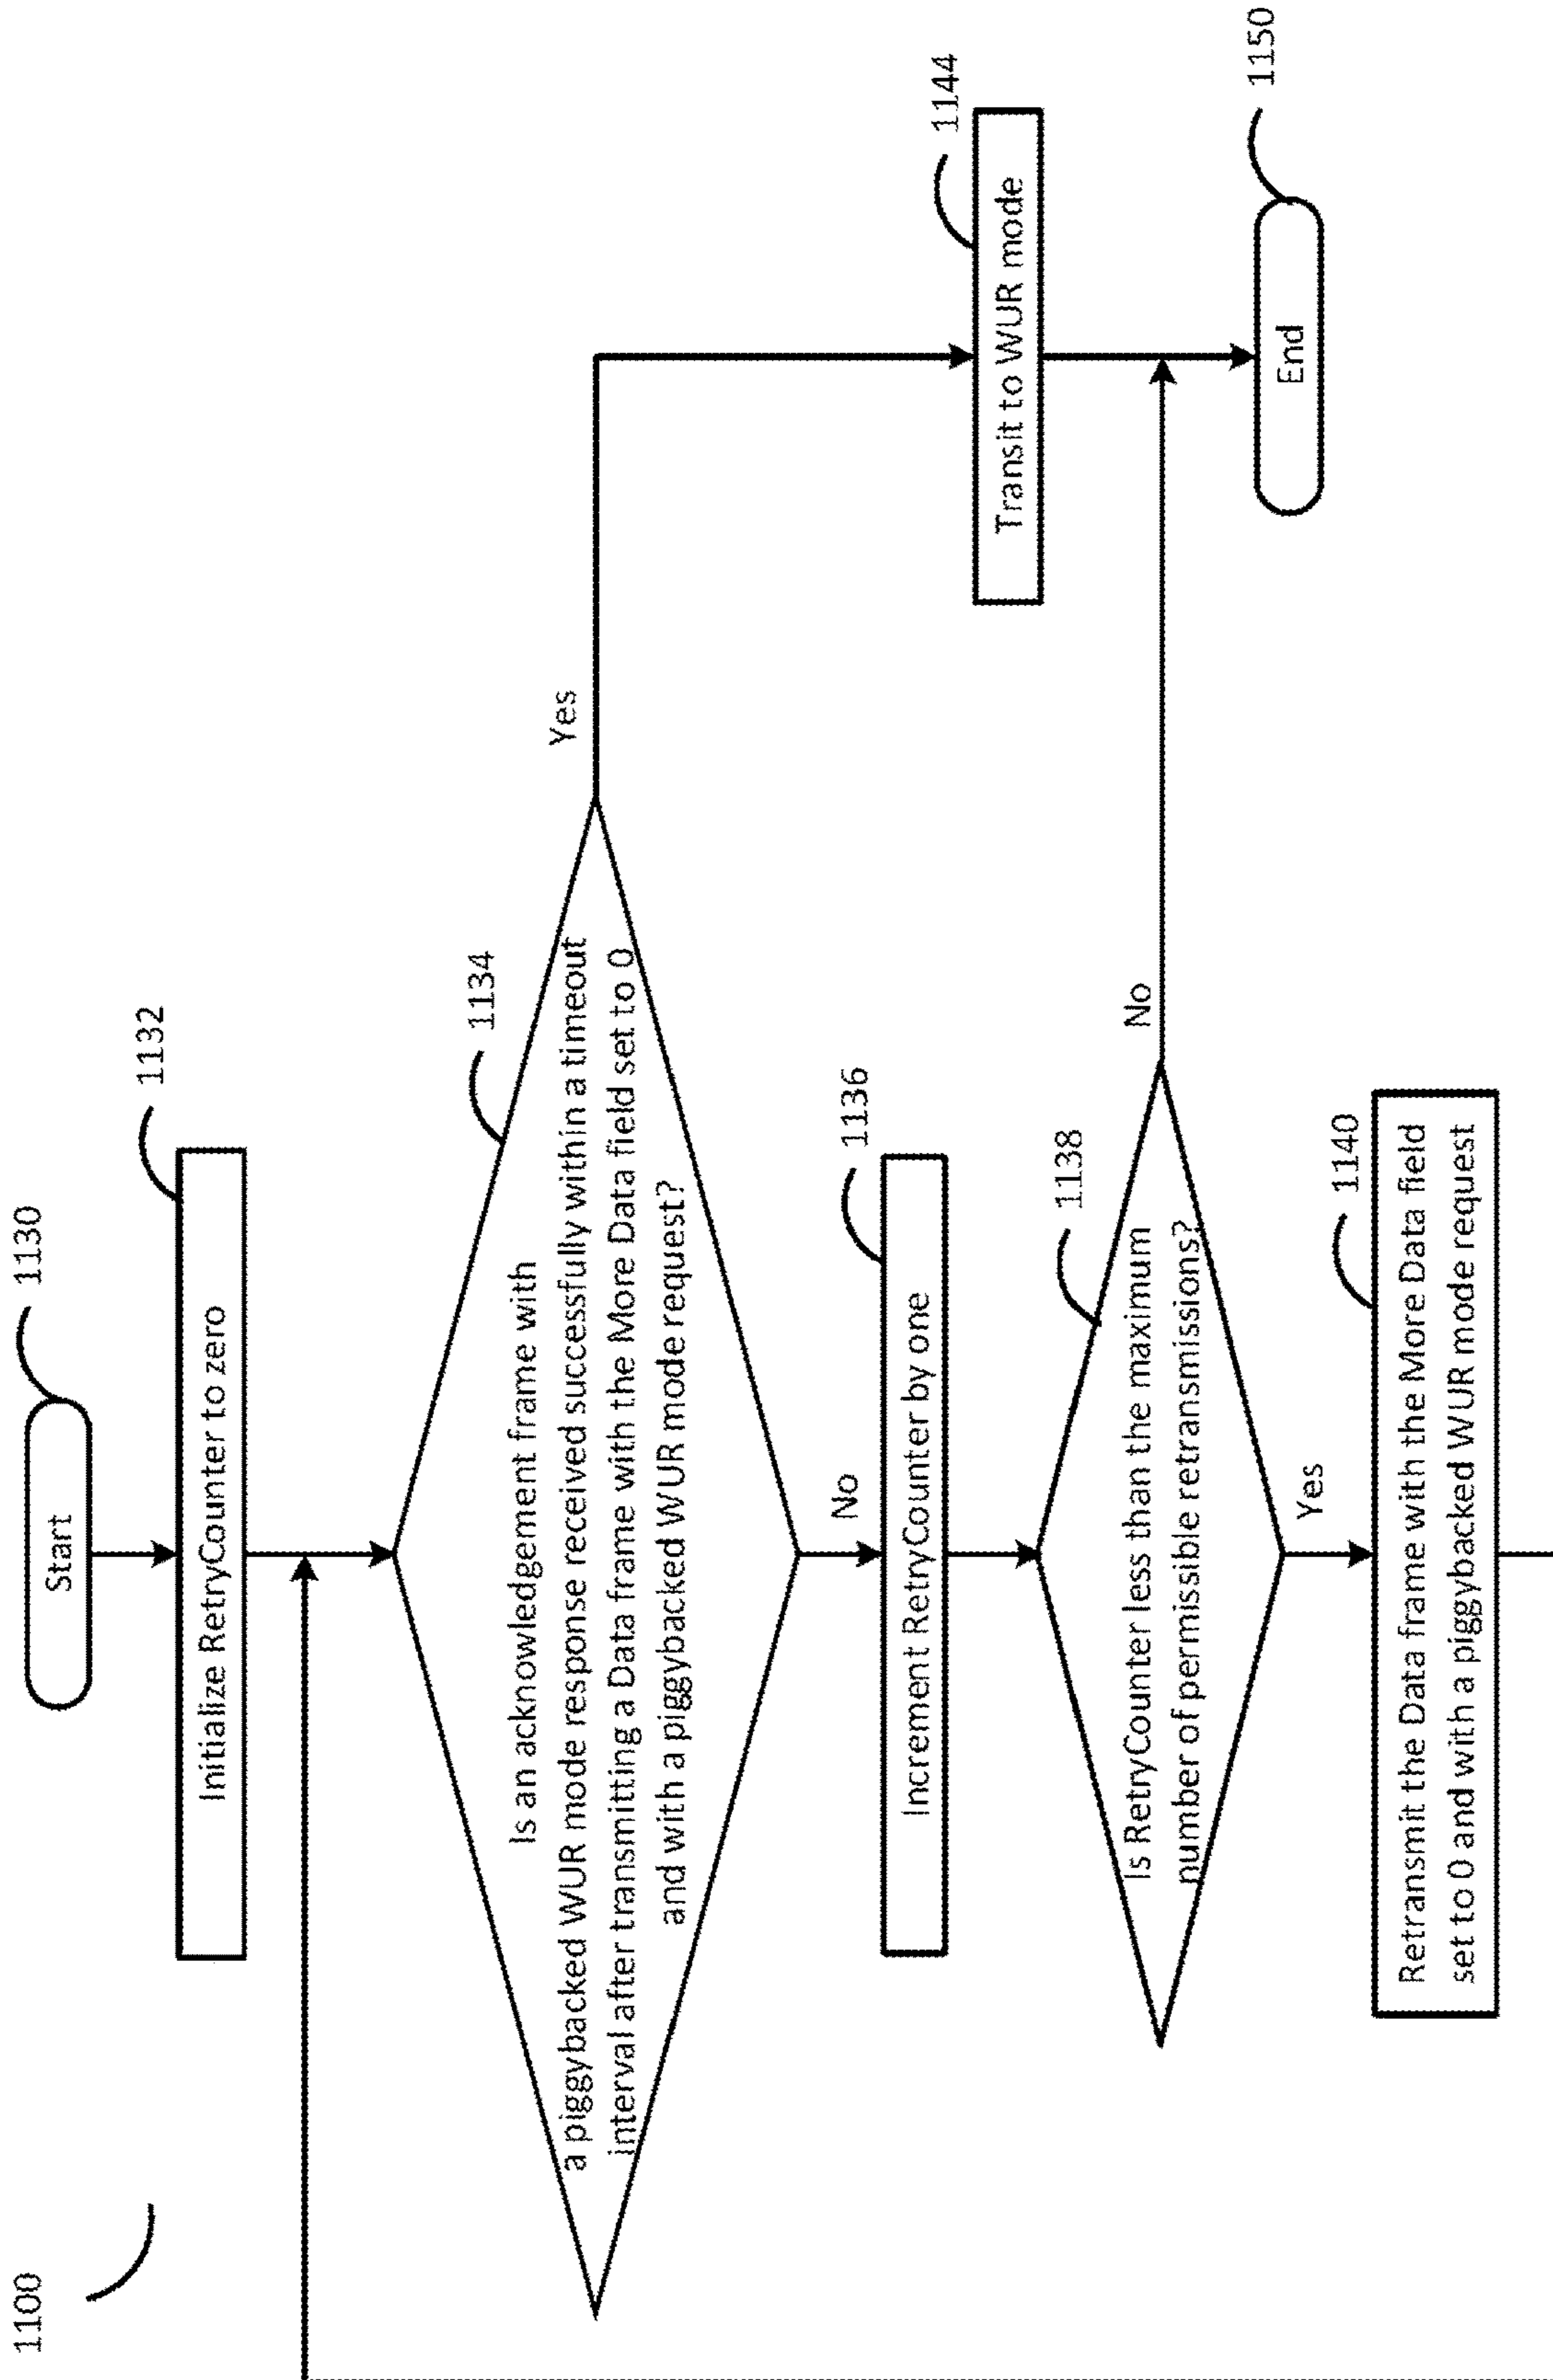 1100
1130
Start
1132
Initialize RetryCounter to zero
1134
Is an acknowledgement frame with
a piggybacked WUR mode response received successfully within a timeout
interval after transmitting a Data frame with the More Data field set to 0
and with a piggybacked WUR mode request?
Yes
No
1136
Increment RetryCounter by one
1138
Is RetryCounter less than the maximum
number of permissible retransmissions?
No
Yes
1140
Retransmit the Data frame with the More Data field
set to 0 and with a piggybacked WUR mode request
1144
Transit to WUR mode
1150
End